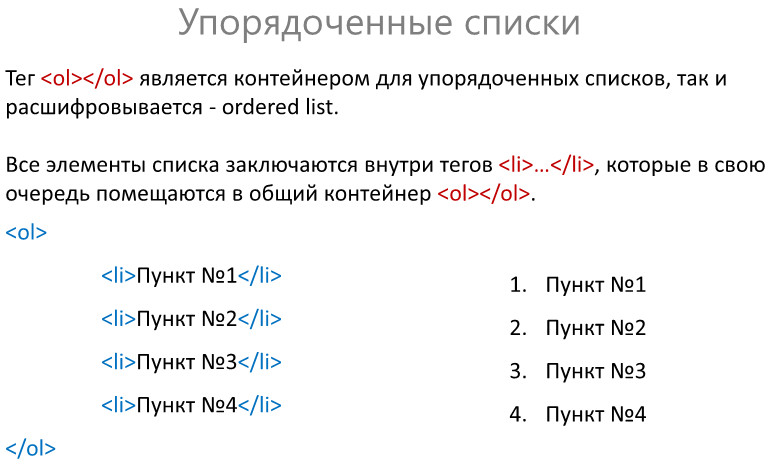 Упорядоченные списки
Тег <ol></ol> является контейнером для упорядоченных списков, так и
расшифровывается - ordered list.
Все элементы списка заключаются внутри тегов <li>…</li>, которые в свою
очередь помещаются в общий контейнер <ol></ol>.
<ol>
<li>Пункт №1</li>
<li>Пункт №2</li>
<li>Пункт №3</li>
<li>Пункт №4</li>
</ol>
1. Пункт №1
2. Пункт №2
3. Пункт №3
4. Пункт №4